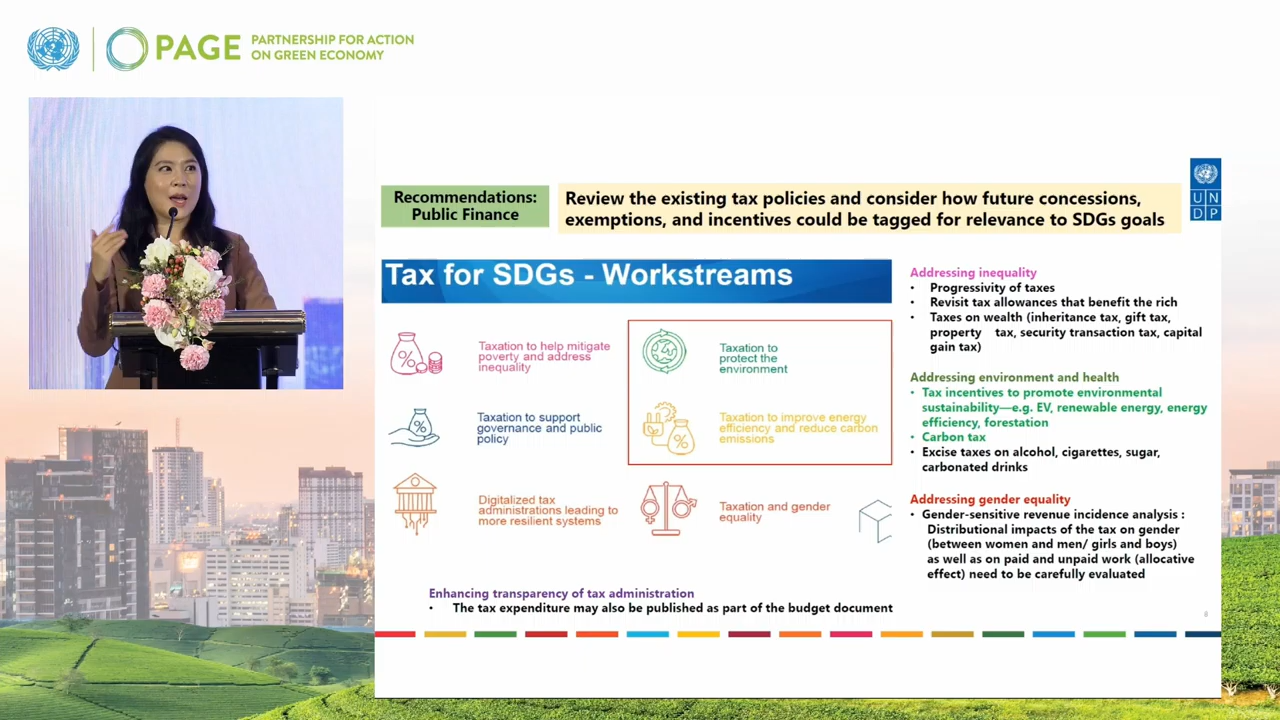 PAGE
PARTNERSHIP FOR ACTION
ON GREEN ECONOMY
Recommendations:
Public Finance
Review the existing tax policies and consider how future concessions,
exemptions, and incentives could be tagged for relevance to SDGs goals
U N
D P
Tax for SDGs - Workstreams
Taxation to help mitigate
poverty and address
inequality
Taxation to
protect the
environment
Taxation to support
governance and public
policy
Taxation to improve energy
efficiency and reduce carbon
emissions
Digitalized tax
administrations leading to
more resilient systems
Taxation and gender
equality
Addressing inequality
• Progressivity of taxes
• Revisit tax allowances that benefit the rich
• Taxes on wealth (inheritance tax, gift tax,
property tax, security transaction tax, capital
gain tax)
Addressing environment and health
• Tax incentives to promote environmental
sustainability—e.g. EV, renewable energy, energy
efficiency, forestation
• Carbon tax
• Excise taxes on alcohol, cigarettes, sugar,
carbonated drinks
Addressing gender equality
• Gender-sensitive revenue incidence analysis :
Distributional impacts of the tax on gender
(between women and men/ girls and boys)
as well as on paid and unpaid work (allocative
effect) need to be carefully evaluated
Enhancing transparency of tax administration
• The tax expenditure may also be published as part of the budget document